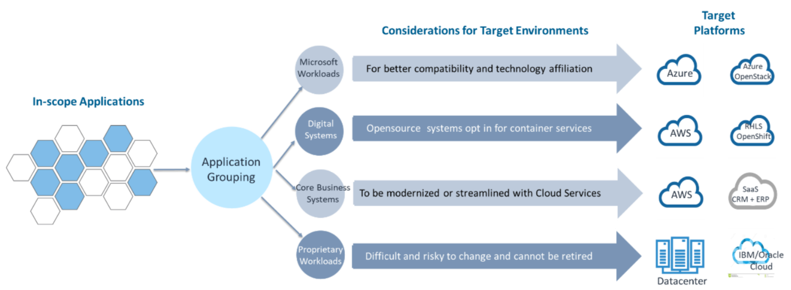 Considerations for Target Environments
Target
Platforms
In-scope Applications
Application
Grouping
Microsoft
Workloads
For better compatibility and technology affiliation
Azure
Azure
OpenStack
Digital
Systems
Opensource systems opt in for container services
AWS
RHLS
OpenShift
Core Business
Systems
To be modernized or streamlined with Cloud Services
AWS
SaaS
CRM + ERP
Proprietary
Workloads
Difficult and risky to change and cannot be retired
Datacenter
IBM/Oracle
Cloud